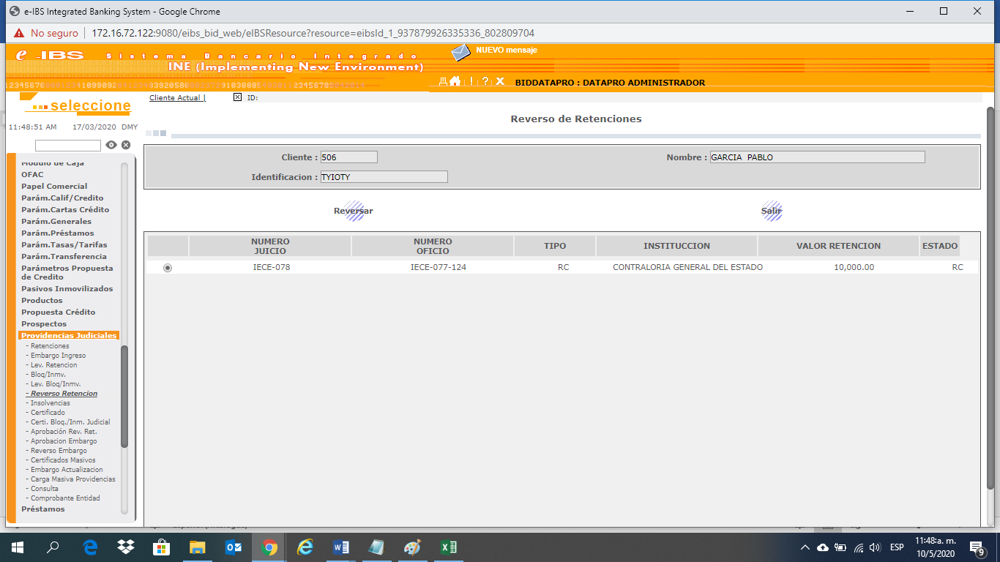 e-IBS Integrated Banking System - Google Chrome
No seguro
172.16.72.122:9080/eibs_bid_web/eIBSResource?resource=eibsId_1_937879926335336_802809704
e -IBS Sistema Bancario Integrado
INE (Implementing New Environment)
NUEVO mensaje
! ? X BIDDATAPRO : DATAPRO ADMINISTRADOR
seleccione
Cliente Actual |
ID:
11:48:51 AM 17/03/2020 DMY
Reverso de Retenciones
Cliente : 506
Nombre : GARCIA PABLO
Identificacion : TYIOTY
Reversar
Salir
NUMERO JUICIO
NUMERO OFICIO
TIPO
INSTITUCCION
VALOR RETENCION
ESTADO
IECE-078
IECE-077-124
RC
CONTRALORIA GENERAL DEL ESTADO
10,000.00
RC
Módulo de Caja
OFAC
Papel Comercial
Parám.Calif/Credito
Parám.Cartas Crédito
Parám.Generales
Parám.Préstamos
Parám.Tasas/Tarifas
Parám.Transferencia
Parámetros Propuesta
de Credito
Pasivos Inmovilizados
Productos
Propuesta Crédito
Prospectos
Providencias Judiciales
- Retenciones
- Embargo Ingreso
- Lev. Retencion
- Bloq/Inmv.
- Lev. Bloq/Inmv.
- Reverso Retencion
- Insolvencias
- Certificado
- Certi. Bloq./Inm. Judicial
- Aprobación Rev. Ret.
- Aprobacion Embargo
- Reverso Embargo
- Certificados Masivos
- Embargo Actualizacion
- Carga Masiva Providencias
- Consulta
- Comprobante Entidad
Préstamos
ESP
11:48:a. m.
10/5/2020
9